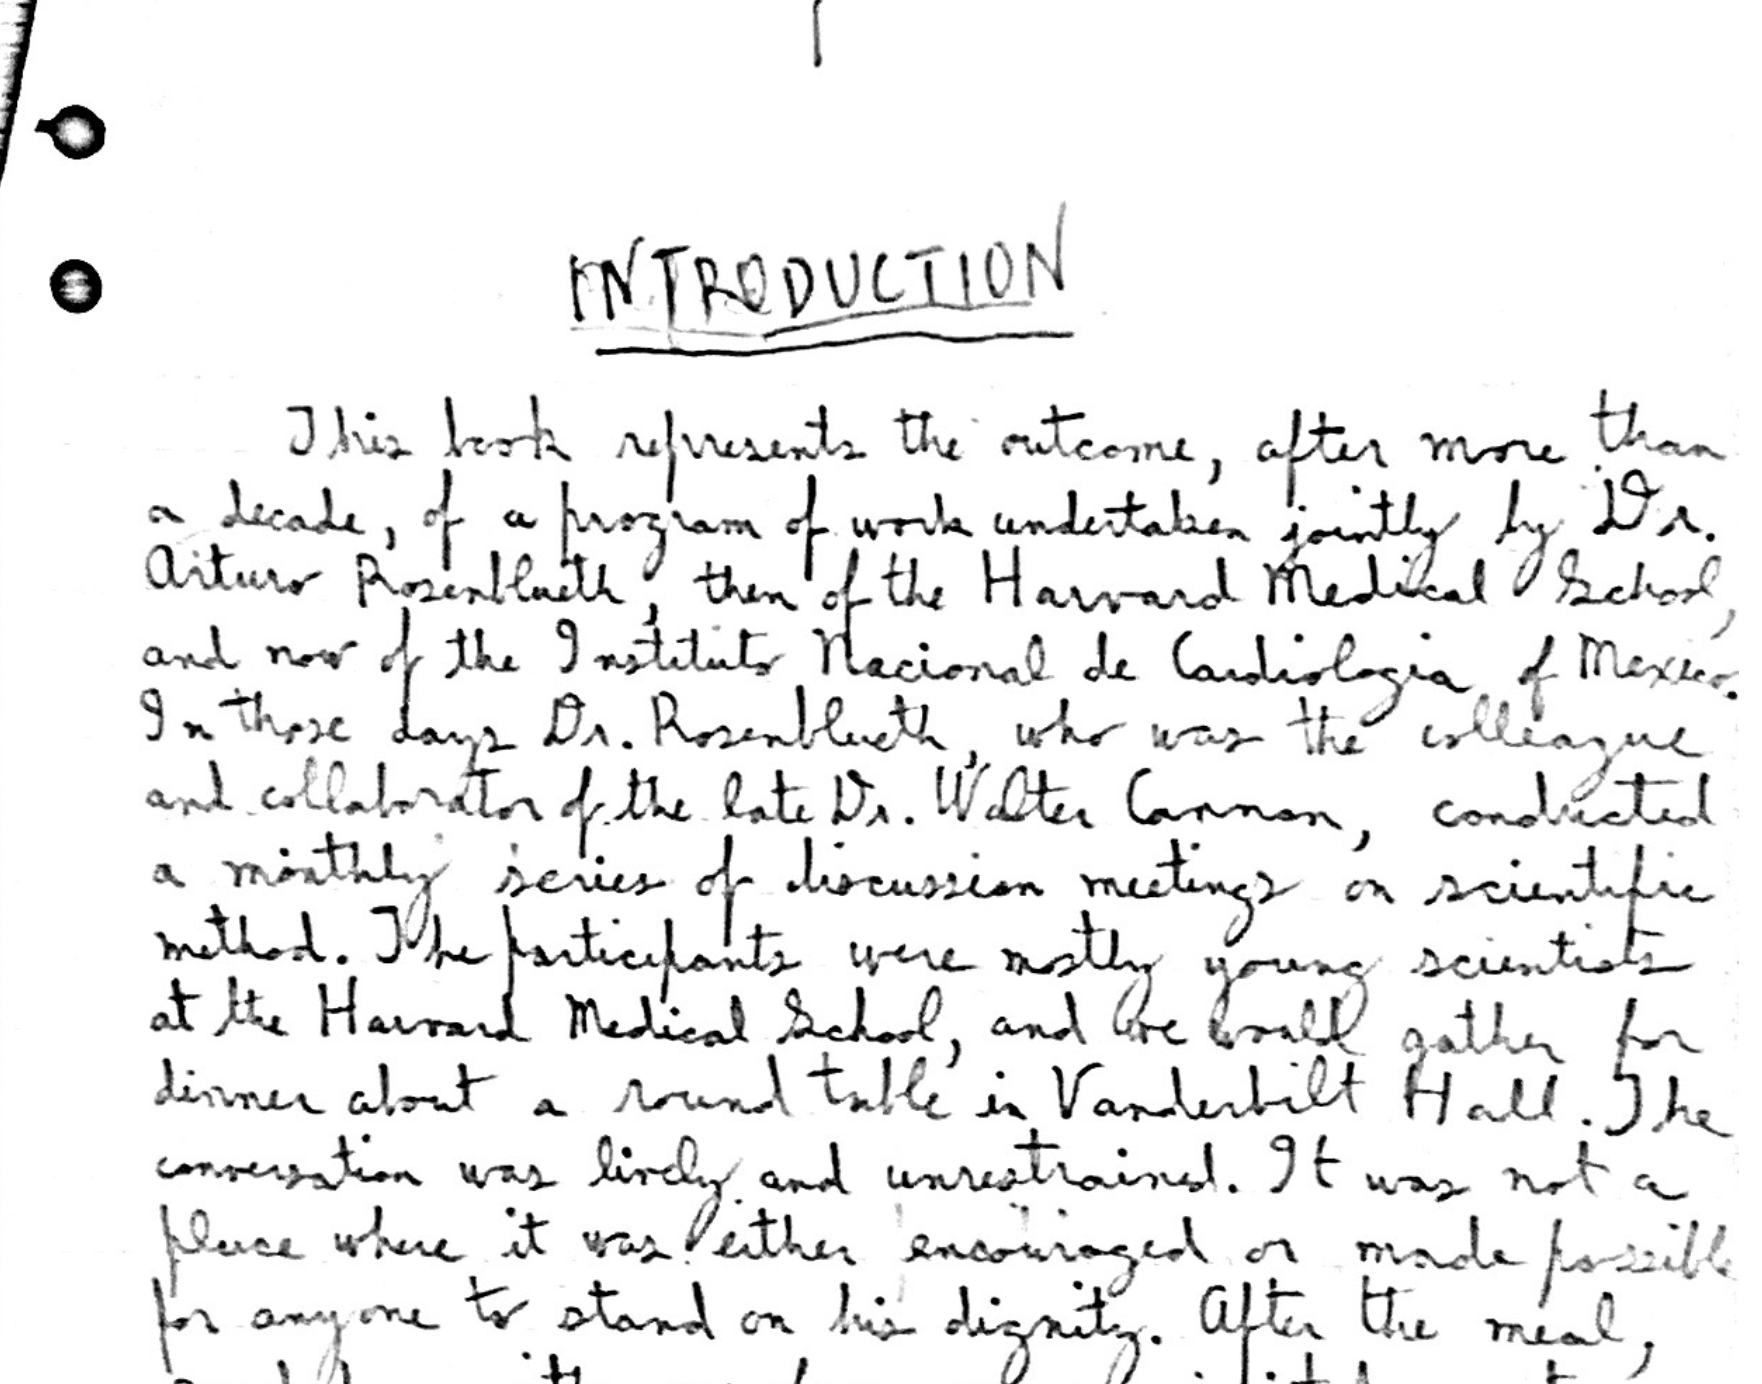 INTRODUCTION
This book represents the outcome, after more than
a decade, of a program of work undertaken jointly by Dr.
Arturo Rosenblueth, then of the Harvard Medical School,
and now of the Instituto Nacional de Cardiologia of Mexico.
In those days Dr. Rosenblueth, who was the colleague
and collaborator of the late Dr. Walter Cannon, conducted
a monthly series of discussion meetings on scientific
method. The participants were mostly young scientists
at the Harvard Medical School, and we would gather for
dinner about a round table in Vanderbilt Hall. The
conversation was lively and unrestrained. It was not a
place where it was either encouraged or made possible
for anyone to stand on his dignity. After the meal,